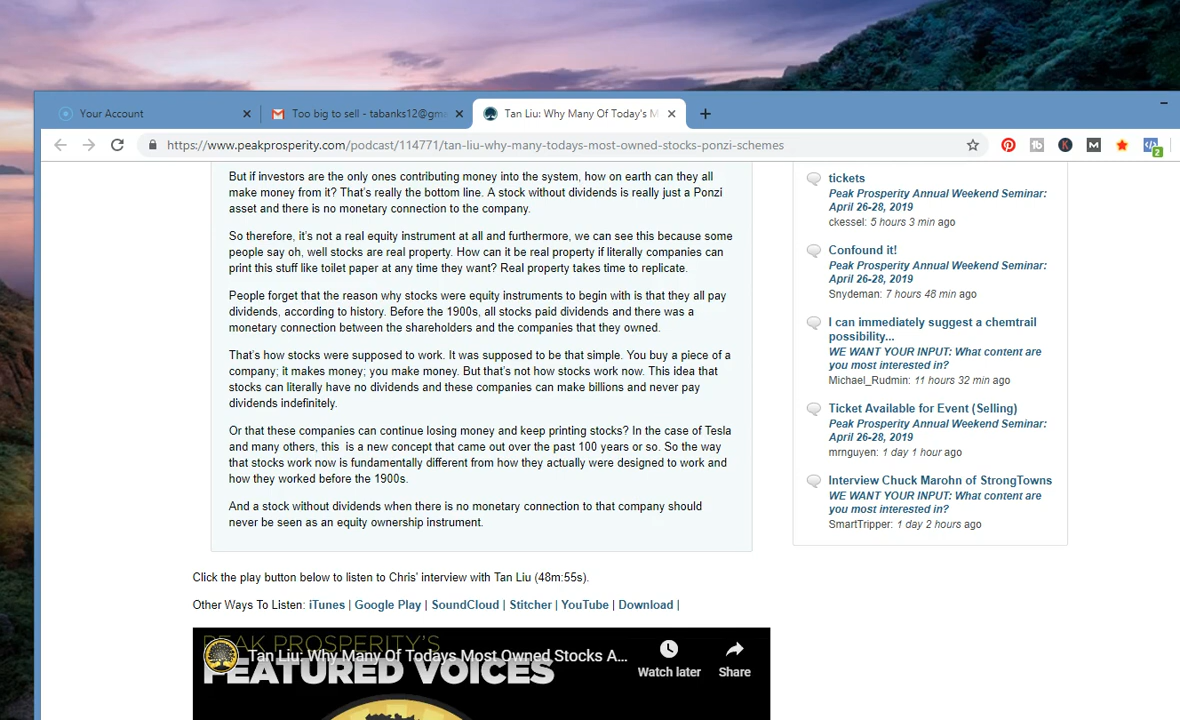 Your Account
Too big to sell - tabanks12@gm
Tan Liu: Why Many Of Today's M
https://www.peakprosperity.com/podcast/114771/tan-liu-why-many-todays-most-owned-stocks-ponzi-schemes
2
But if investors are the only ones contributing money into the system, how on earth can they all
make money from it? That's really the bottom line. A stock without dividends is really just a Ponzi
asset and there is no monetary connection to the company.
So therefore, it's not a real equity instrument at all and furthermore, we can see this because some
people say oh, well stocks are real property. How can it be real property if literally companies can
print this stuff like toilet paper at any time they want? Real property takes time to replicate.
People forget that the reason why stocks were equity instruments to begin with is that they all pay
dividends, according to history. Before the 1900s, all stocks paid dividends and there was a
monetary connection between the shareholders and the companies that they owned.
That's how stocks were supposed to work. It was supposed to be that simple. You buy a piece of a
company; it makes money; you make money. But that's not how stocks work now. This idea that
stocks can literally have no dividends and these companies can make billions and never pay
dividends indefinitely.
Or that these companies can continue losing money and keep printing stocks? In the case of Tesla
and many others, this is a new concept that came out over the past 100 years or so. So the way
that stocks work now is fundamentally different from how they actually were designed to work and
how they worked before the 1900s.
And a stock without dividends when there is no monetary connection to that company should
never be seen as an equity ownership instrument.
Click the play button below to listen to Chris' interview with Tan Liu (48m:55s).
Other Ways To Listen: iTunes | Google Play | SoundCloud | Stitcher | YouTube | Download |
PEAK PROSPERITY'S
Tan Liu: Why Many Of Todays Most Owned Stocks A...
FEATURED VOICES
Watch later
Share
tickets
Peak Prosperity Annual Weekend Seminar:
April 26-28, 2019
ckessel: 5 hours 3 min ago
Confound it!
Peak Prosperity Annual Weekend Seminar:
April 26-28, 2019
Snydeman: 7 hours 48 min ago
I can immediately suggest a chemtrail
possibility...
WE WANT YOUR INPUT: What content are
you most interested in?
Michael_Rudmin: 11 hours 32 min ago
Ticket Available for Event (Selling)
Peak Prosperity Annual Weekend Seminar:
April 26-28, 2019
mrnguyen: 1 day 1 hour ago
Interview Chuck Marohn of StrongTowns
WE WANT YOUR INPUT: What content are
you most interested in?
SmartTripper: 1 day 2 hours ago